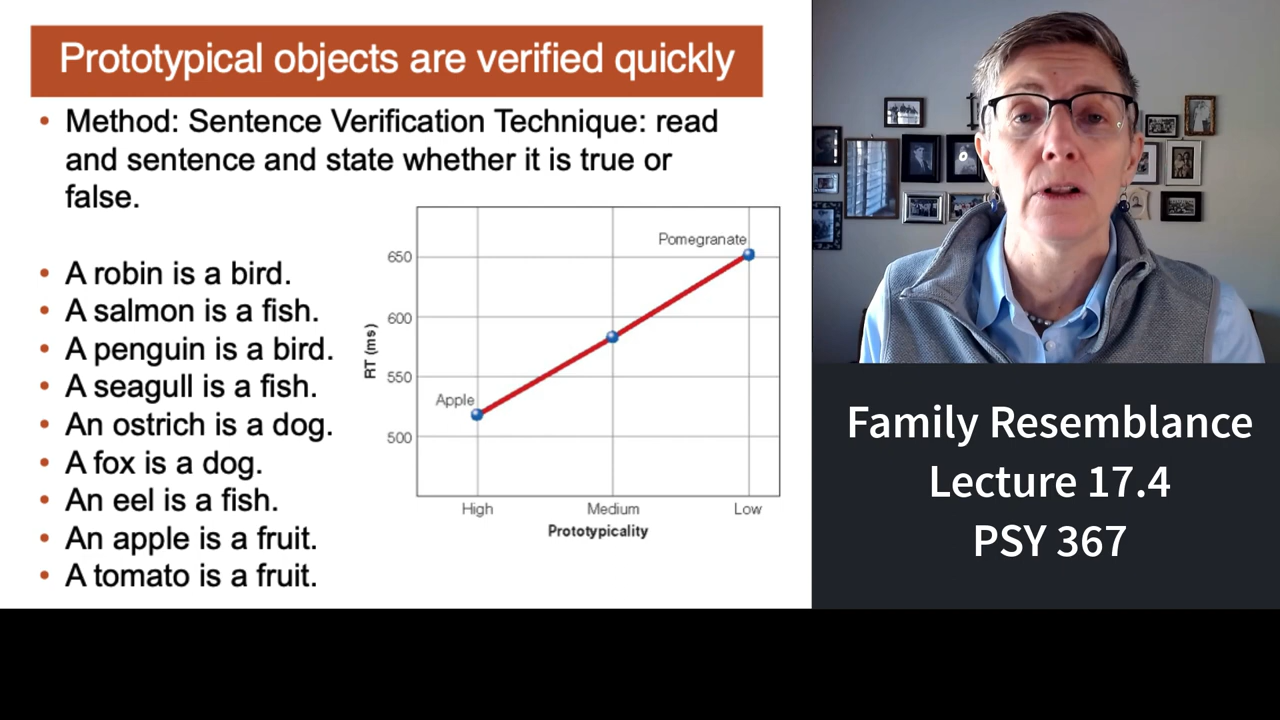 Prototypical objects are verified quickly
• Method: Sentence Verification Technique: read
and sentence and state whether it is true or
false.
• A robin is a bird.
• A salmon is a fish.
• A penguin is a bird.
• A seagull is a fish.
• An ostrich is a dog.
• A fox is a dog.
• An eel is a fish.
• An apple is a fruit.
• A tomato is a fruit.
650
600
550
500
RT (ms)
Apple
Pomegranate
High
Medium
Low
Prototypicality
Family Resemblance
Lecture 17.4
PSY 367